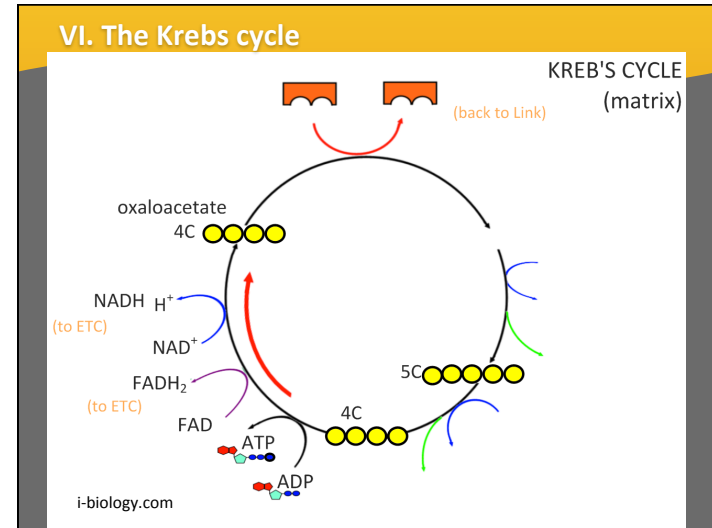 VI. The Krebs cycle
KREB'S CYCLE
(matrix)
(back to Link)
oxaloacetate
4C
NADH H⁺
(to ETC)
NAD⁺
FADH₂
(to ETC)
FAD
5C
4C
ATP
ADP
i-biology.com